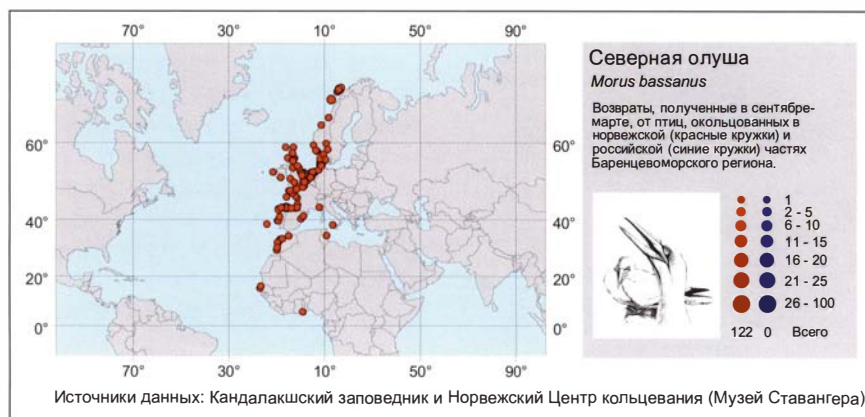 70° 30° 10° 50° 90°
60° 60°
40° 40°
20° 20°
0° 0°
70° 30° 10° 50° 90°
Северная олуша
Morus bassanus
Возвраты, полученные в сентябре-
марте, от птиц, окольцованных в
норвежской (красные кружки) и
российской (синие кружки) частях
Баренцевоморского региона.
1
2 - 5
6 - 10
11 - 15
16 - 20
21 - 25
26 - 100
122 0 Всего
Источники данных: Кандалакшский заповедник и Норвежский Центр кольцевания (Музей Ставангера)